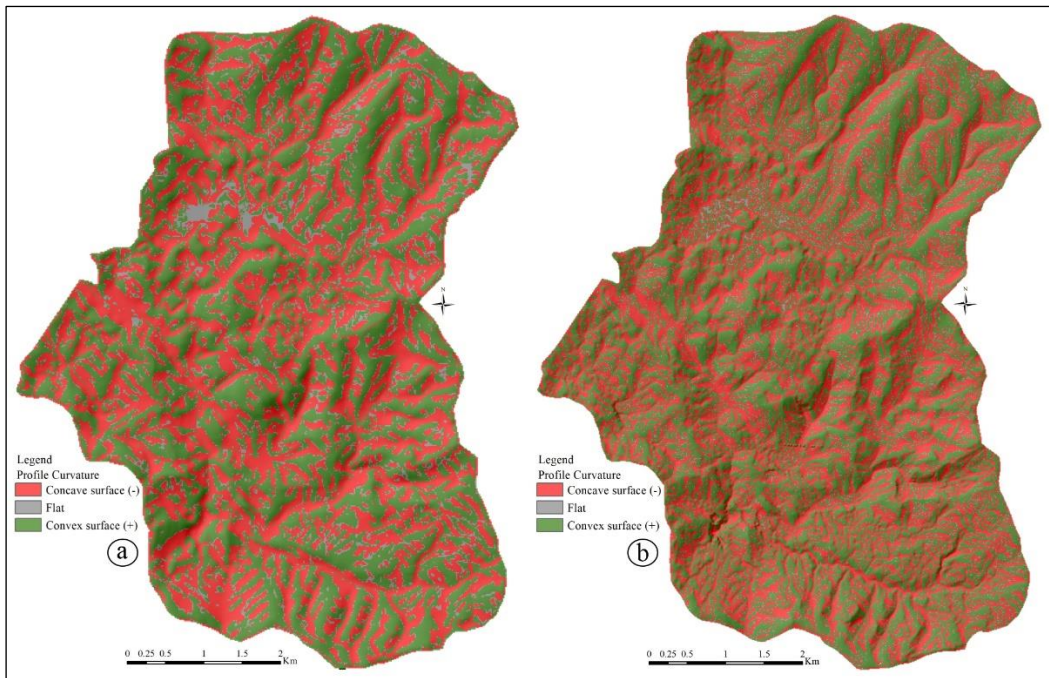 N
Legend
Profile Curvature
Concave surface (-)
Flat
Convex surface (+)
a
0 0.25 0.5 1 1.5 2
Km
N
Legend
Profile Curvature
Concave surface (-)
Flat
Convex surface (+)
b
0 0.25 0.5 1 1.5 2
Km